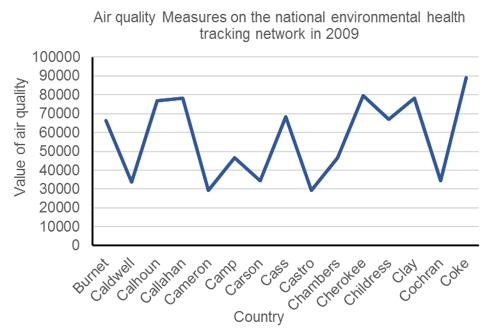 Air quality Measures on the national environmental health
tracking network in 2009
Value of air quality
100000
90000
80000
70000
60000
50000
40000
30000
20000
10000
0
Burnet
Caldwell
Calhoun
Callahan
Cameron
Camp
Carson
Cass
Castro
Chambers
Cherokee
Childress
Clay
Cochran
Coke
Country